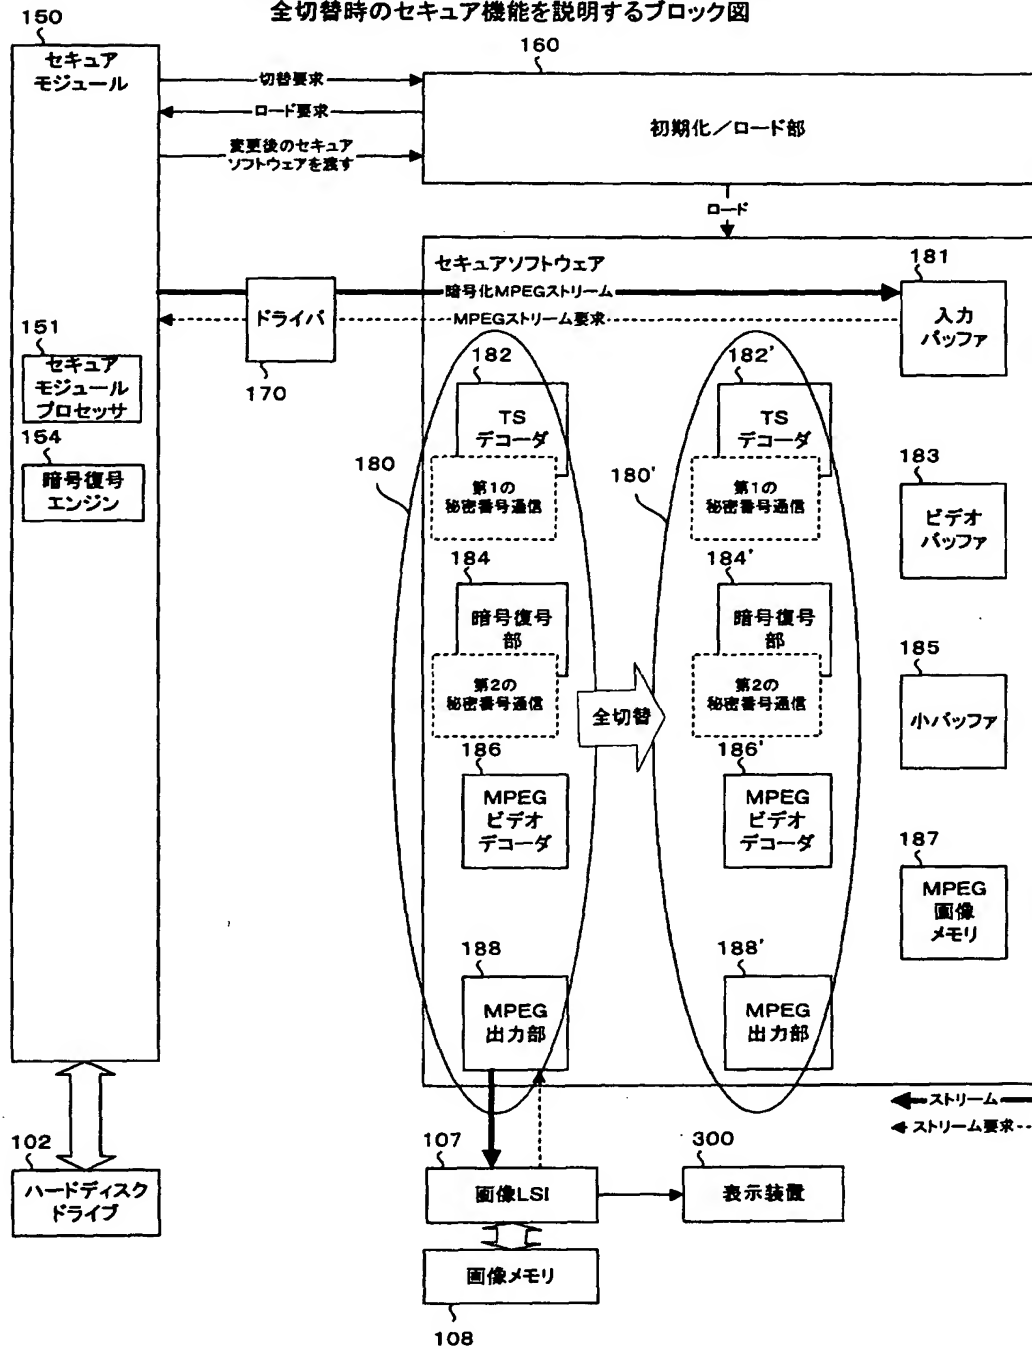 全切替時のセキュア機能を説明するブロック図
150
セキュア
モジュール
切替要求
ロード要求
変更後のセキュア
ソフトウェアを渡す
160
初期化／ロード部
ロード
セキュアソフトウェア
暗号化MPEGストリーム
MPEGストリーム要求
ドライバ
170
181
入力
バッファ
151
セキュア
モジュール
プロセッサ
154
暗号復号
エンジン
180
182
TS
デコーダ
第1の
秘密番号通信
184
暗号復号
部
第2の
秘密番号通信
186
MPEG
ビデオ
デコーダ
188
MPEG
出力部
全切替
180'
182'
TS
デコーダ
第1の
秘密番号通信
184'
暗号復号
部
第2の
秘密番号通信
186'
MPEG
ビデオ
デコーダ
188'
MPEG
出力部
183
ビデオ
バッファ
185
小バッファ
187
MPEG
画像
メモリ
ストリーム
ストリーム要求
102
ハードディスク
ドライブ
107
画像LSI
300
表示装置
画像メモリ
108